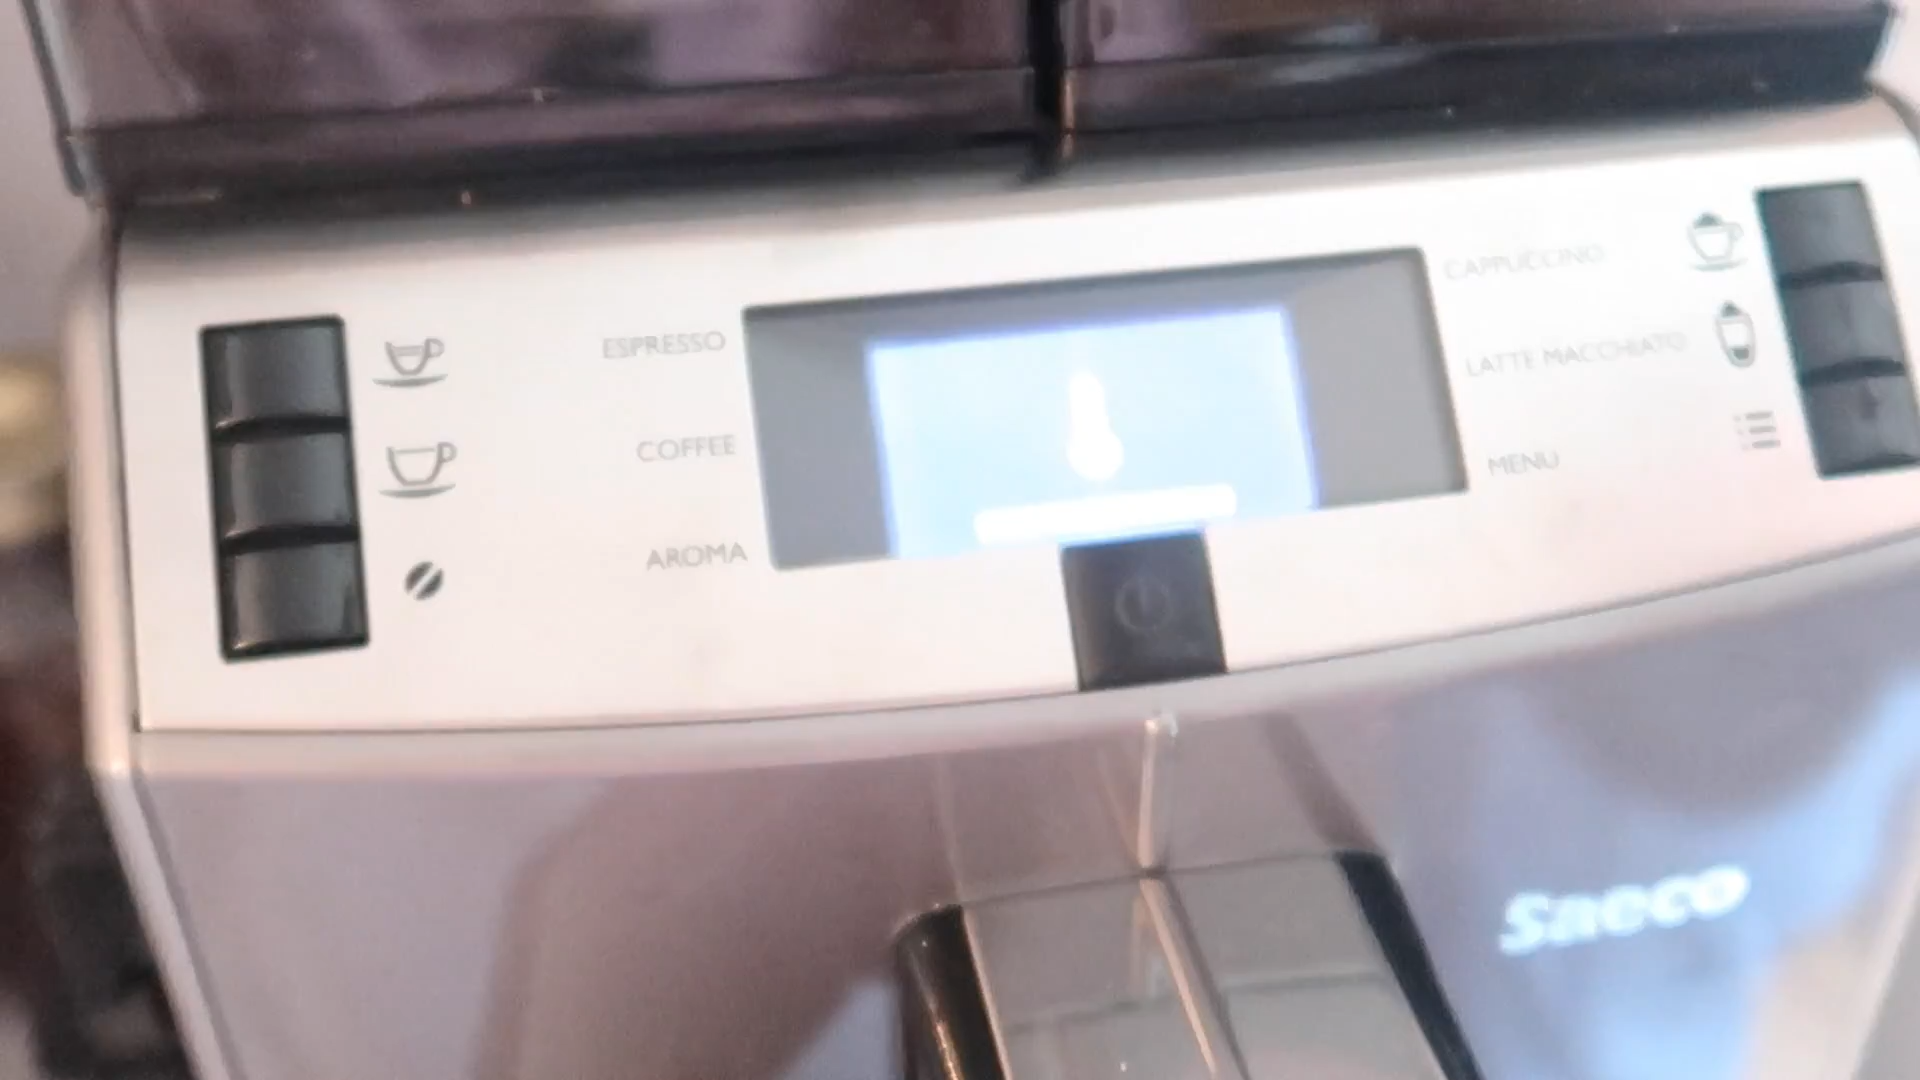 ESPRESSO
COFFEE
AROMA
CAPPUCCINO
LATTE MACCHIATO
MENU
Saeco